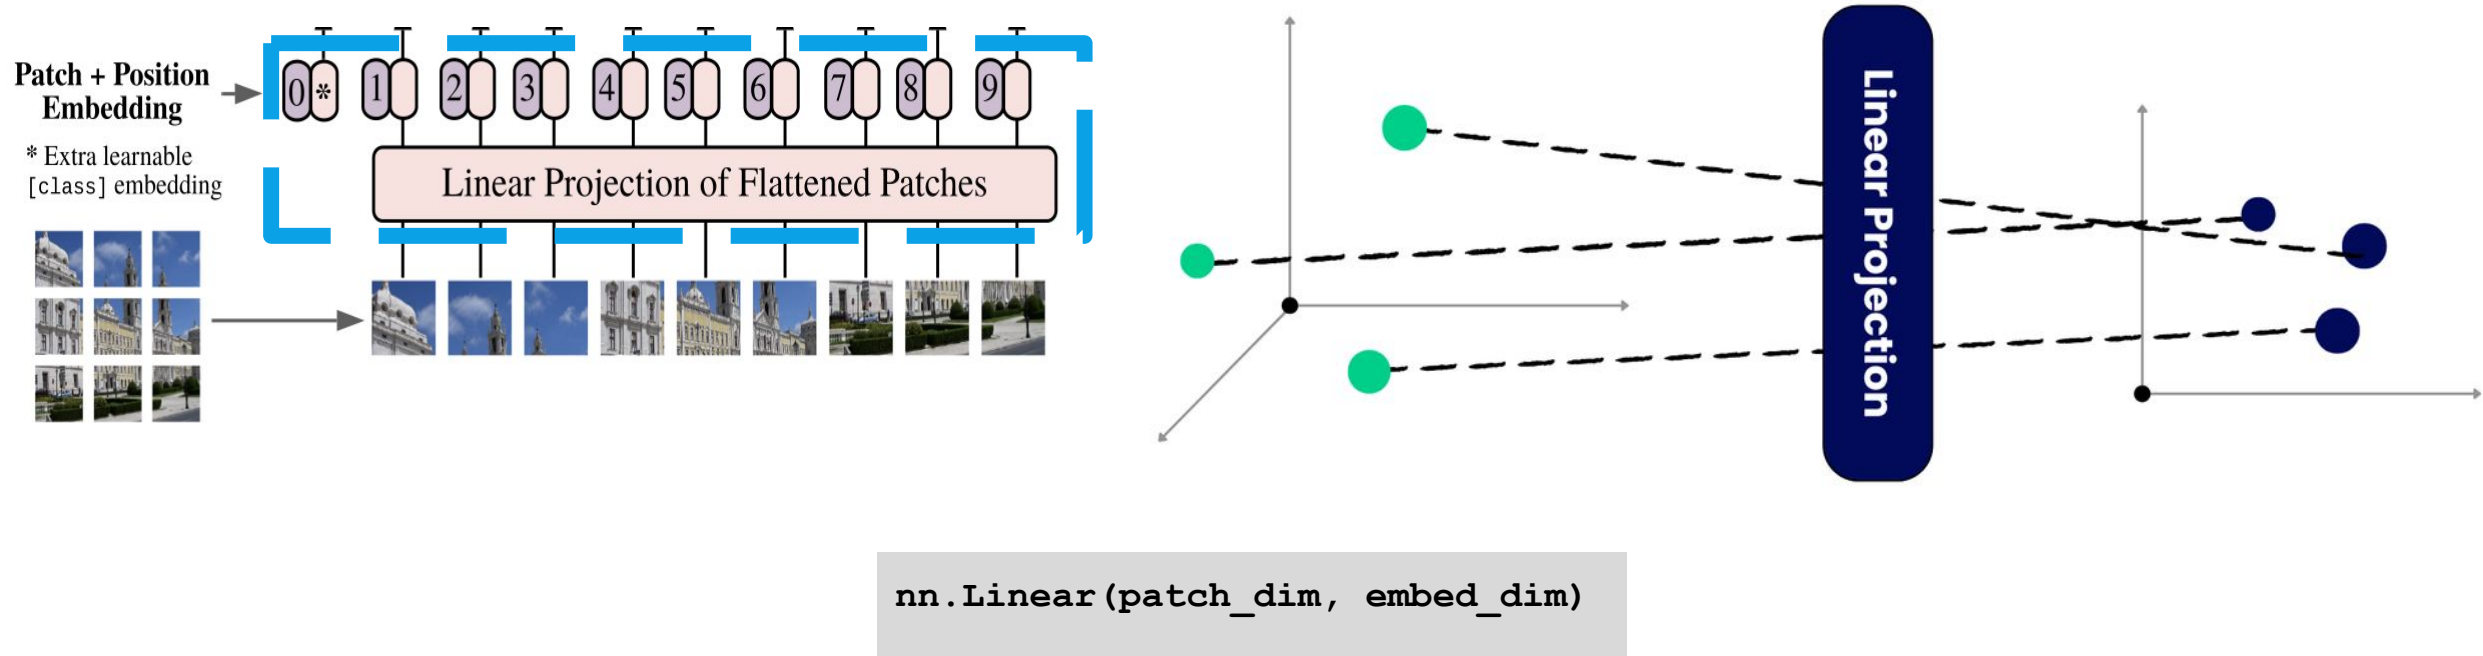 Patch + Position
Embedding
* Extra learnable
[class] embedding
0 * 1 2 3 4 5 6 7 8 9
Linear Projection of Flattened Patches
Linear Projection
nn.Linear(patch_dim, embed_dim)